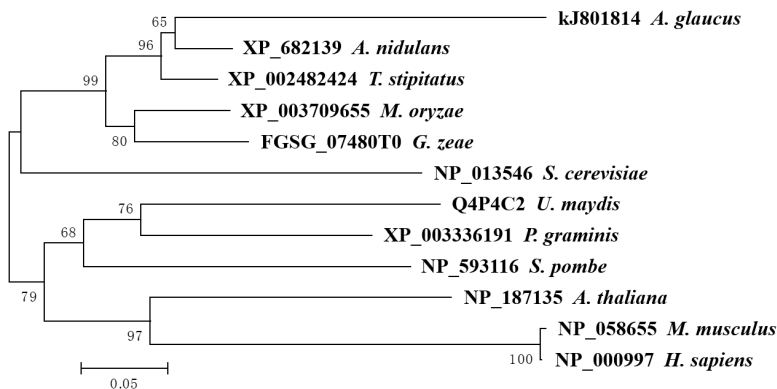 65
kJ801814 A. glaucus
96
XP_682139 A. nidulans
99
XP_002482424 T. stipitatus
XP_003709655 M. oryzae
80
FGSG_07480T0 G. zeae
NP_013546 S. cerevisiae
76
Q4P4C2 U. maydis
68
XP_003336191 P. graminis
NP_593116 S. pombe
79
NP_187135 A. thaliana
97
NP_058655 M. musculus
100
NP_000997 H. sapiens
0.05